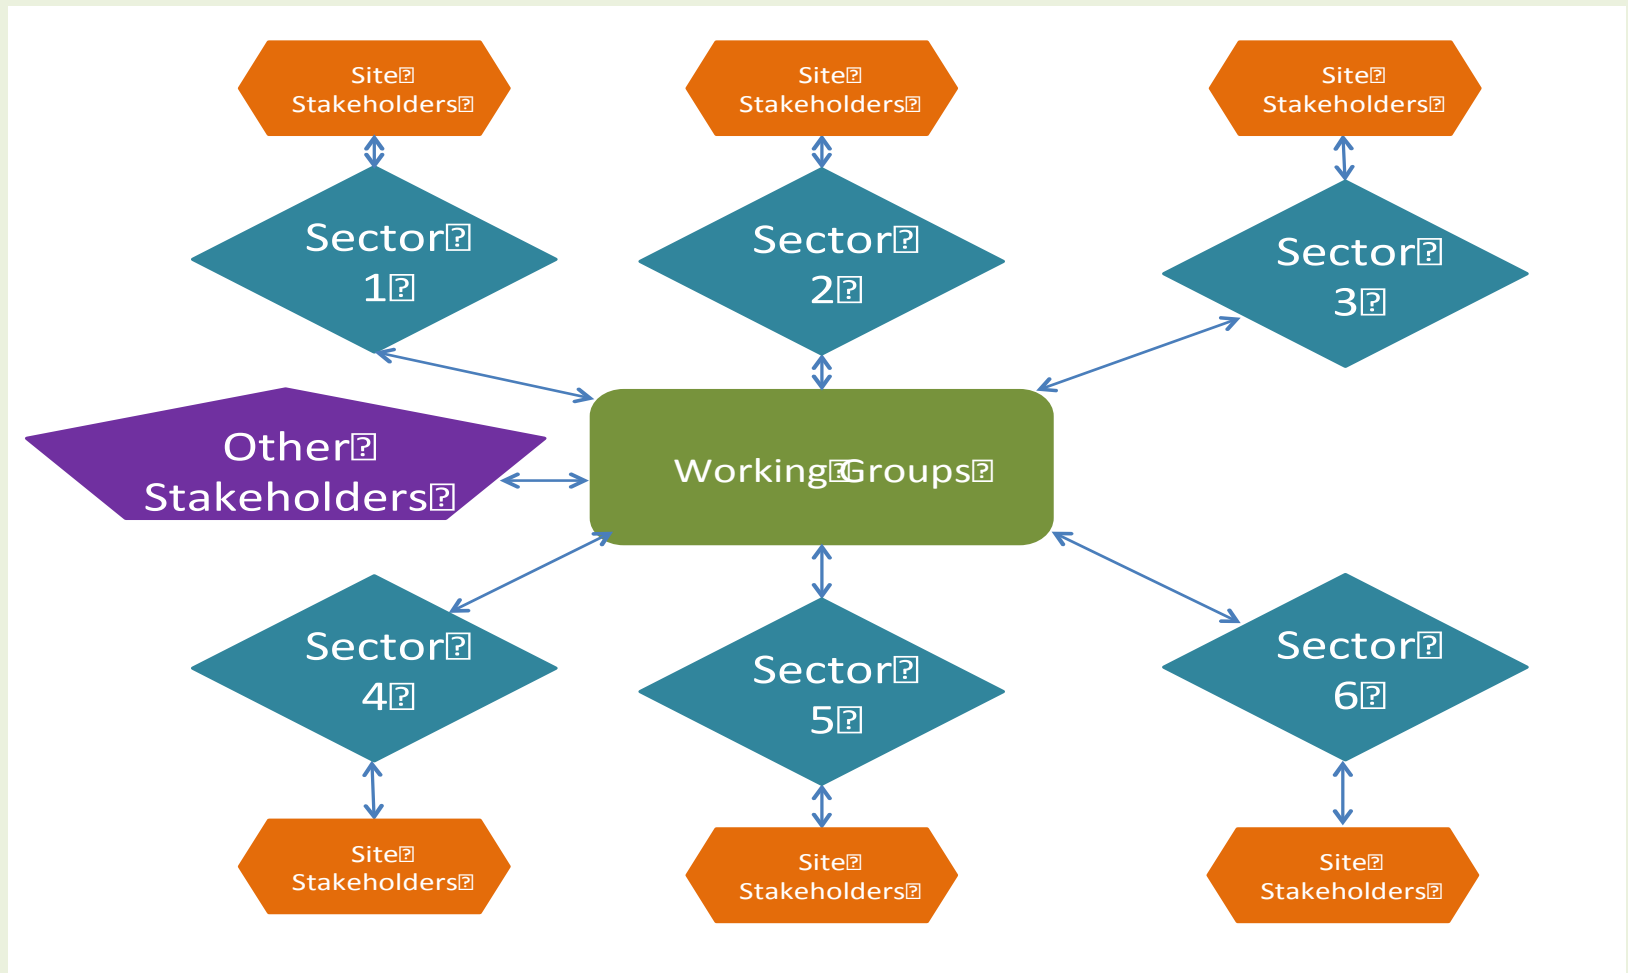 Site
Stakeholders
Site
Stakeholders
Site
Stakeholders
Sector
1
Sector
2
Sector
3
Other
Stakeholders
Working Groups
Sector
4
Sector
5
Sector
6
Site
Stakeholders
Site
Stakeholders
Site
Stakeholders